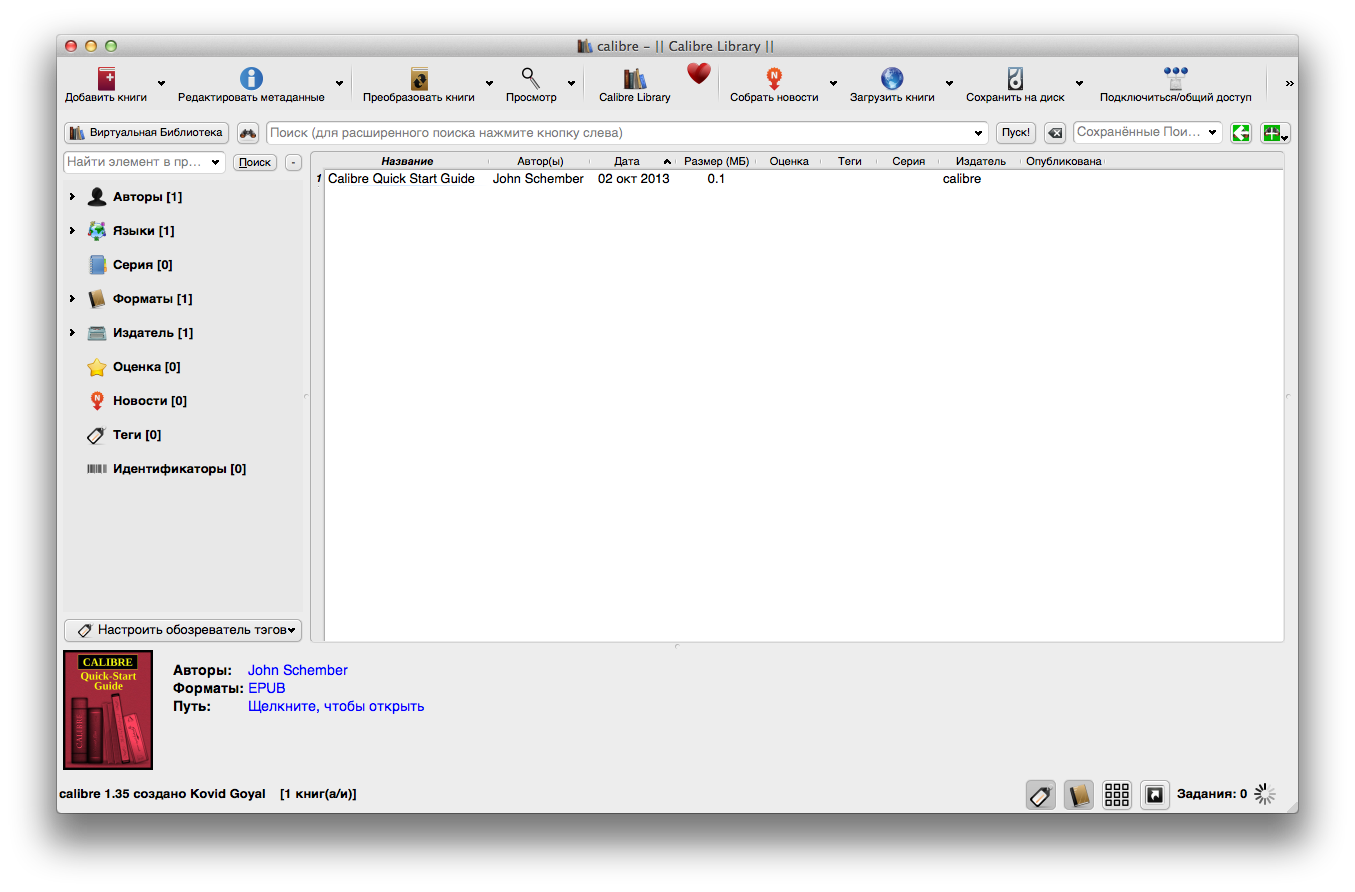 calibre – || Calibre Library ||
Добавить книги Редактировать метаданные Преобразовать книги Просмотр Calibre Library Собрать новости Загрузить книги Сохранить на диск Подключиться/общий доступ »
Виртуальная Библиотека Поиск (для расширенного поиска нажмите кнопку слева) Пуск! Сохранённые Пои...
Найти элемент в пр... Поиск - Название Автор(ы) Дата Размер (МБ) Оценка Теги Серия Издатель Опубликована
1 Calibre Quick Start Guide John Schember 02 окт 2013 0.1 calibre
Авторы [1]
Языки [1]
Серия [0]
Форматы [1]
Издатель [1]
Оценка [0]
Новости [0]
Теги [0]
Идентификаторы [0]
Настроить обозреватель тэгов
CALIBRE
Quick-Start
Guide
CALIBRE
Авторы: John Schember
Форматы: EPUB
Путь: Щелкните, чтобы открыть
calibre 1.35 создано Kovid Goyal [1 книг(а/и)] Задания: 0